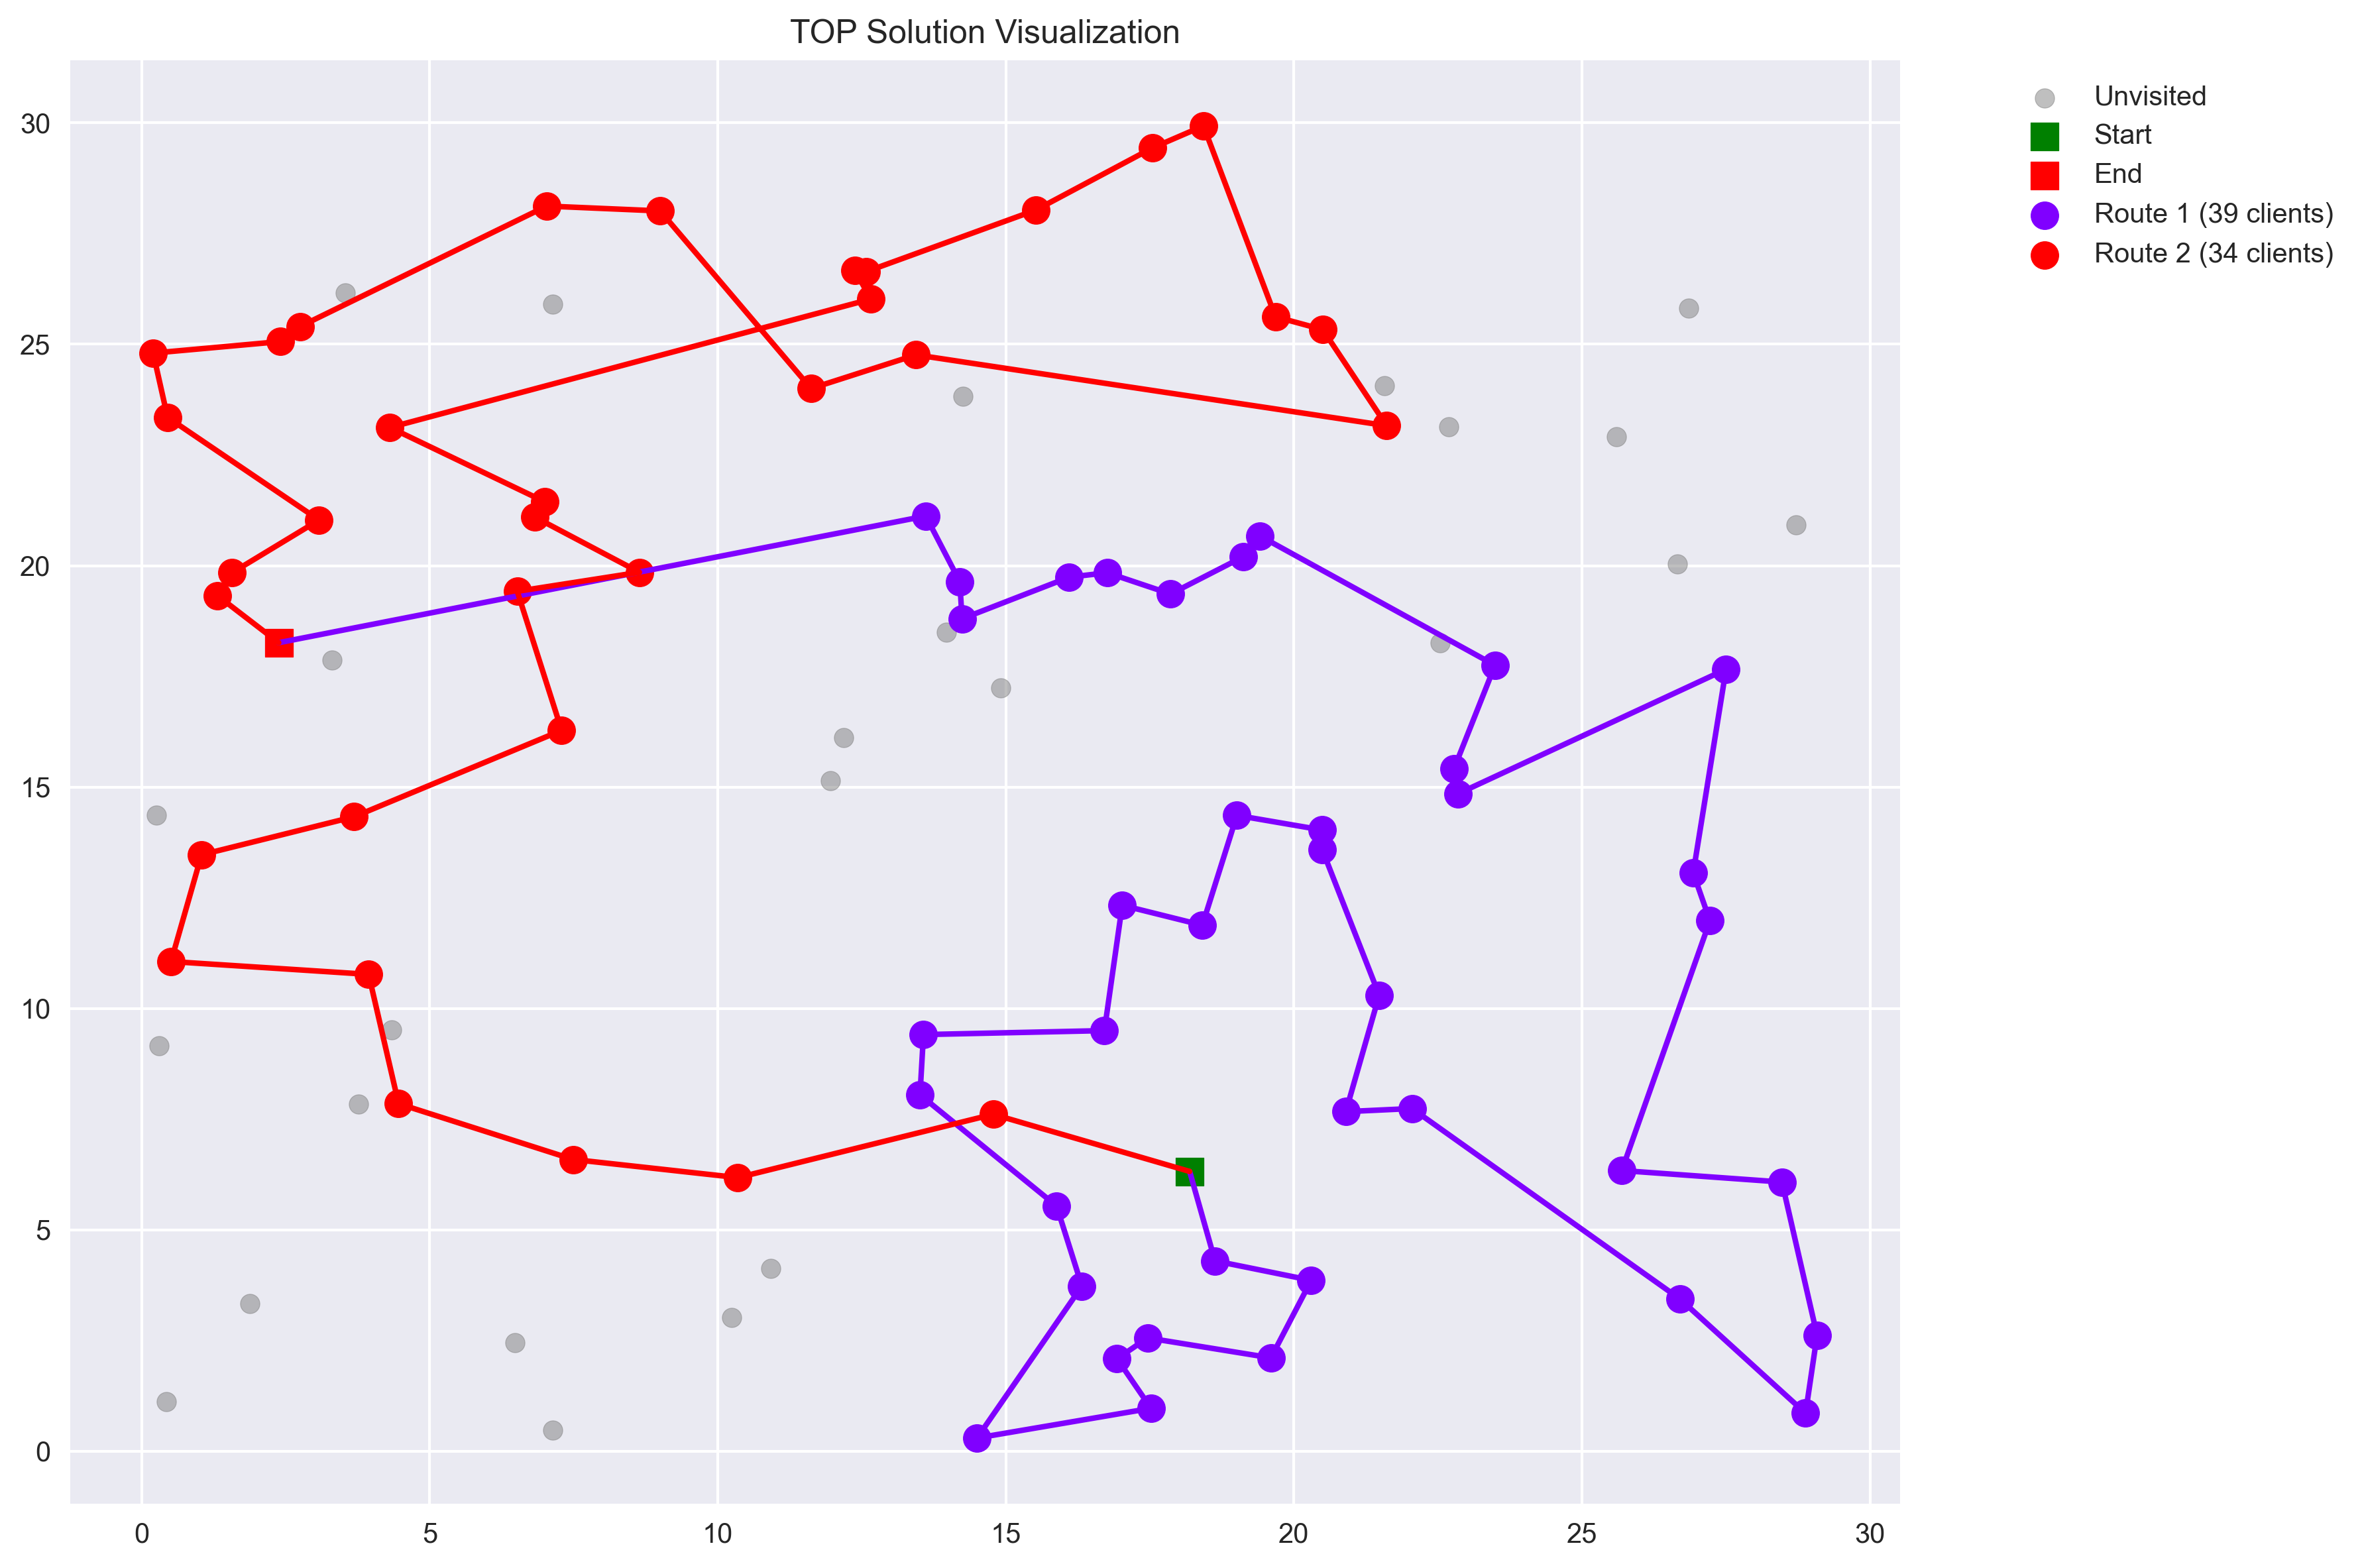 TOP Solution Visualization
Unvisited
Start
End
Route 1 (39 clients)
Route 2 (34 clients)
30
25
20
15
10
5
0
0 5 10 15 20 25 30